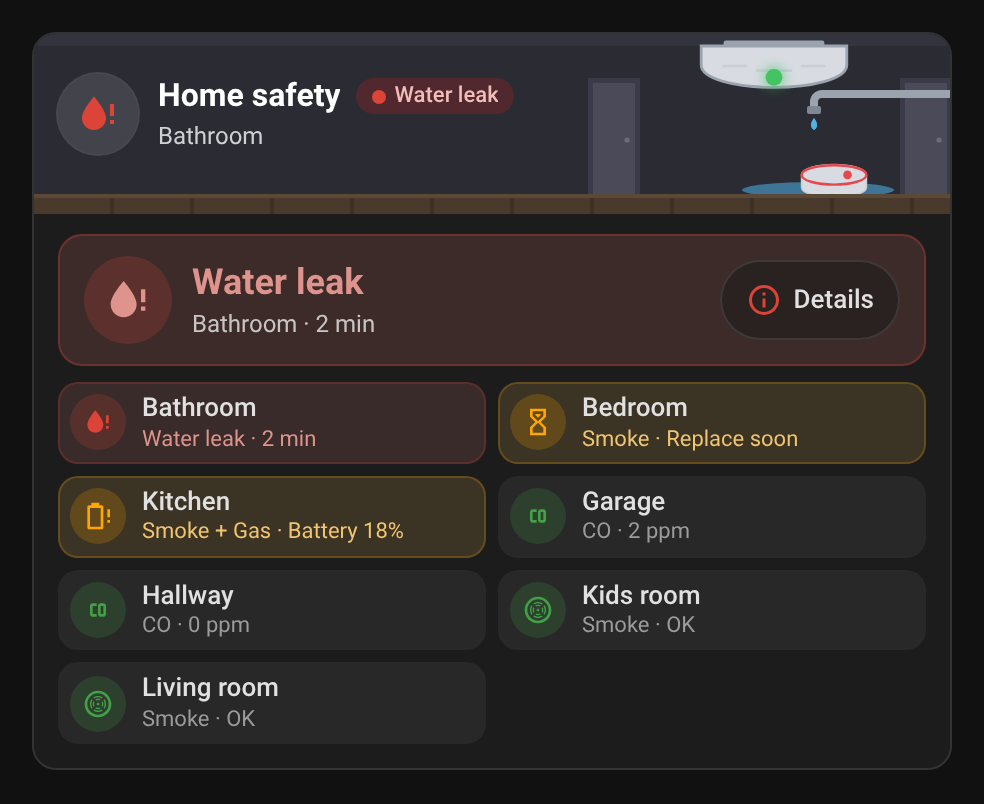 Home safety
Water leak
Bathroom
Water leak
Bathroom · 2 min
Details
Bathroom
Water leak · 2 min
Bedroom
Smoke · Replace soon
Kitchen
Smoke + Gas · Battery 18%
CO
Garage
CO · 2 ppm
CO
Hallway
CO · 0 ppm
Kids room
Smoke · OK
Living room
Smoke · OK